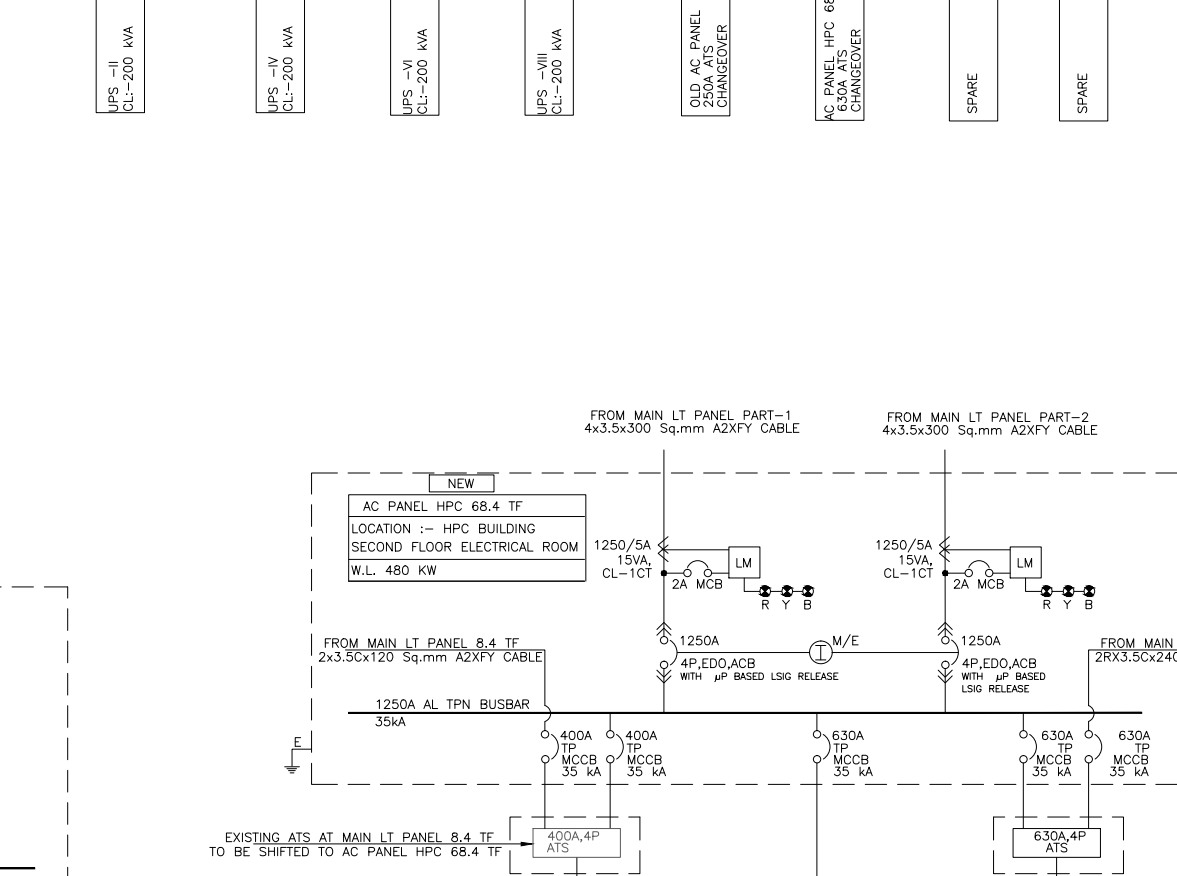 UPS -II
CL:-200 kVA
UPS -IV
CL:-200 kVA
UPS -VI
CL:-200 kVA
UPS -VIII
CL:-200 kVA
OLD AC PANEL
250A ATS
CHANGEOVER
AC PANEL HPC
630A ATS
CHANGEOVER
SPARE
SPARE
FROM MAIN LT PANEL PART-1
4x3.5x300 Sq.mm A2XFY CABLE
FROM MAIN LT PANEL PART-2
4x3.5x300 Sq.mm A2XFY CABLE
NEW
AC PANEL HPC 68.4 TF
LOCATION :- HPC BUILDING
SECOND FLOOR ELECTRICAL ROOM
W.L. 480 KW
1250/5A
15VA,
CL-1CT
LM
2A MCB
R Y B
1250/5A
15VA,
CL-1CT
LM
2A MCB
R Y B
1250A
4P,EDO,ACB
WITH µP BASED LSIG RELEASE
M/E
I
1250A
4P,EDO,ACB
WITH µP BASED
LSIG RELEASE
FROM MAIN LT PANEL 8.4 TF
2x3.5Cx120 Sq.mm A2XFY CABLE
FROM MAIN
2RX3.5Cx240
1250A AL TPN BUSBAR
35kA
E
400A
TP
MCCB
35 kA
400A
TP
MCCB
35 kA
630A
TP
MCCB
35 kA
630A
TP
MCCB
35 kA
630A
TP
MCCB
35 kA
EXISTING ATS AT MAIN LT PANEL 8.4 TF
TO BE SHIFTED TO AC PANEL HPC 68.4 TF
400A,4P
ATS
630A,4P
ATS